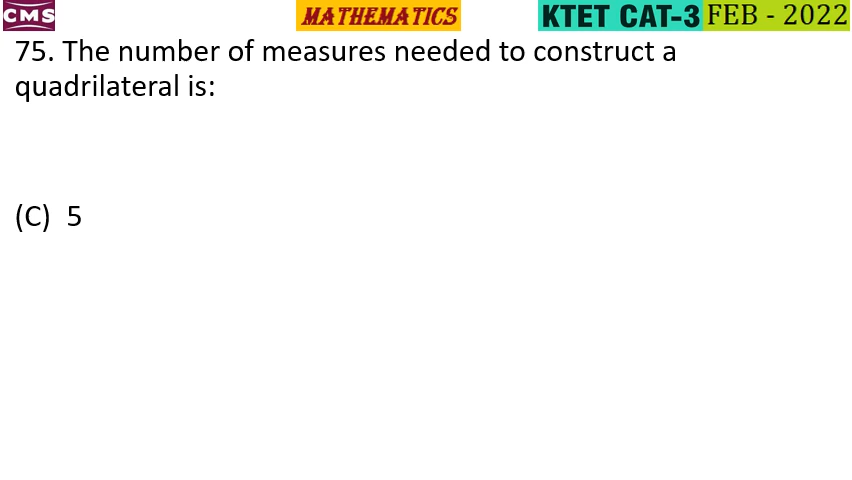 CMS
MATHEMATICS
KTET CAT-3 FEB - 2022
75. The number of measures needed to construct a
quadrilateral is:
(C) 5